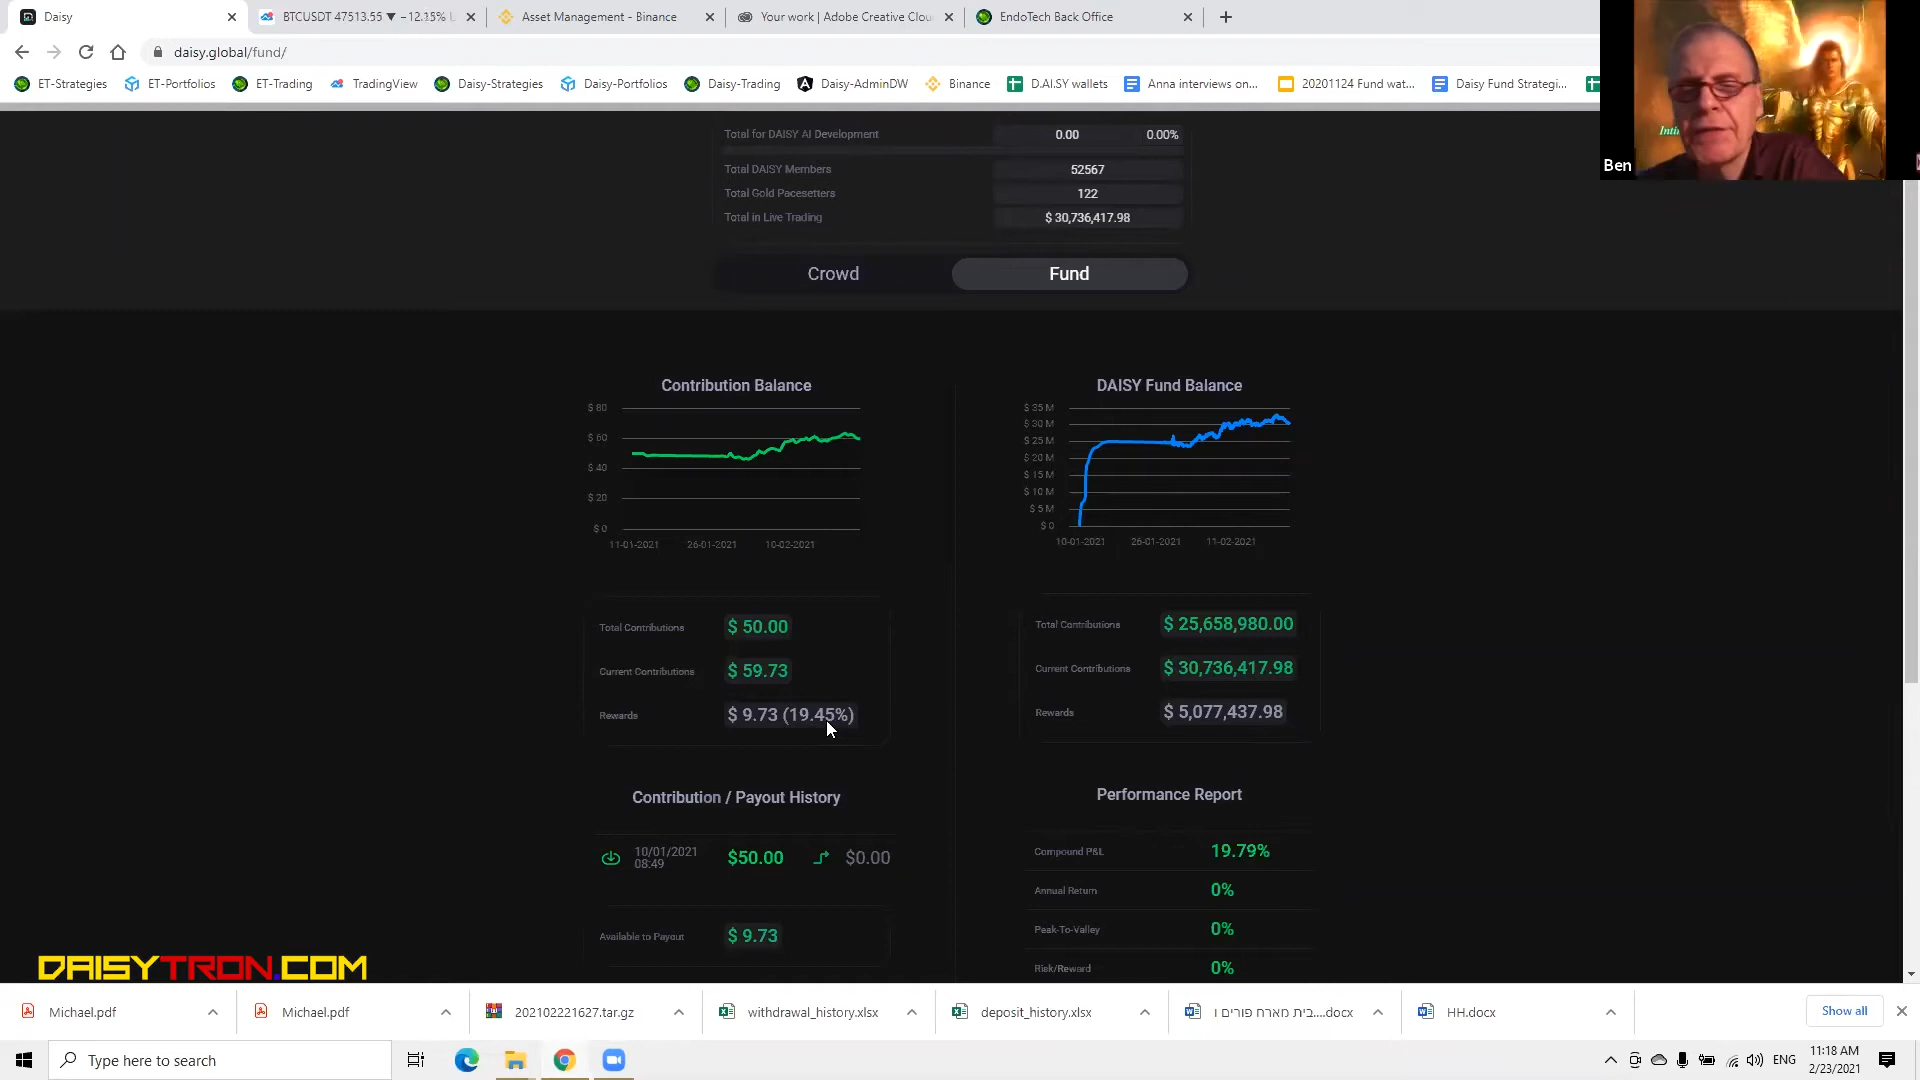 Daisy
BTCUSDT 47513.55 ▼ −12.15% U
Asset Management - Binance
Your work | Adobe Creative Clou
EndoTech Back Office
daisy.global/fund/
ET-Strategies
ET-Portfolios
ET-Trading
TradingView
Daisy-Strategies
Daisy-Portfolios
Daisy-Trading
Daisy-AdminDW
Binance
D.AI.SY wallets
Anna interviews on...
20201124 Fund wat...
Daisy Fund Strategi...
Ben
Total for DAISY AI Development 0.00 0.00%
Total DAISY Members 52567
Total Gold Pacesetters 122
Total in Live Trading $ 30,736,417.98
Crowd Fund
Contribution Balance
$ 80
$ 60
$ 40
$ 20
$ 0
11-01-2021 26-01-2021 10-02-2021
Total Contributions $ 50.00
Current Contributions $ 59.73
Rewards $ 9.73 (19.45%)
Contribution / Payout History
10/01/2021
08:49
$50.00 $0.00
Available to Payout $ 9.73
DAISY Fund Balance
$ 35 M
$ 30 M
$ 25 M
$ 20 M
$ 15 M
$ 10 M
$ 5 M
$ 0
10-01-2021 26-01-2021 11-02-2021
Total Contributions $ 25,658,980.00
Current Contributions $ 30,736,417.98
Rewards $ 5,077,437.98
Performance Report
Compound P&L 19.79%
Annual Return 0%
Peak-To-Valley 0%
Risk/Reward 0%
DAISYTRON.COM
Michael.pdf
Michael.pdf
202102221627.tar.gz
withdrawal_history.xlsx
deposit_history.xlsx
בית מארח פורים ו....docx
HH.docx
Show all
Type here to search
ENG
11:18 AM
2/23/2021